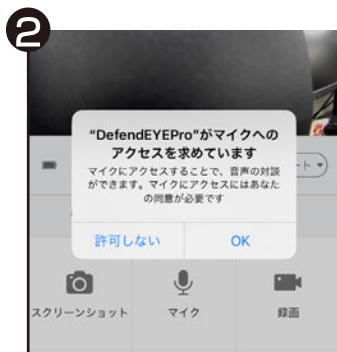 2
“DefendEYEPro”がマイクへの
アクセスを求めています
マイクにアクセスすることで、音声の対談
ができます。マイクにアクセスにはあなた
の同意が必要です
ート
許可しない
OK
スクリーンショット
マイク
録画